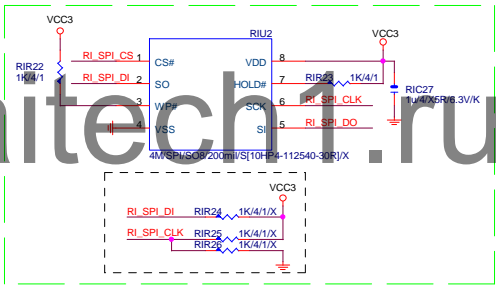 VCC3
RIU2
VCC3
RI_SPI_CS 1 CS# VDD 8
RIR22
1K/4/1
RI_SPI_DI 2 SO HOLD# 7 RIR23 1K/4/1
RIC27
1u/4/X5R/6.3V/K
3 WP# SCK 6 RI_SPI_CLK
4 VSS SI 5 RI_SPI_DO
nitech1.ru
4M/SPI/SO8/200mil/S[10HP4-112540-30R]/X
VCC3
RI_SPI_DI RIR24 1K/4/1/X
RI_SPI_CLK RIR25 1K/4/1/X
RIR26 1K/4/1/X